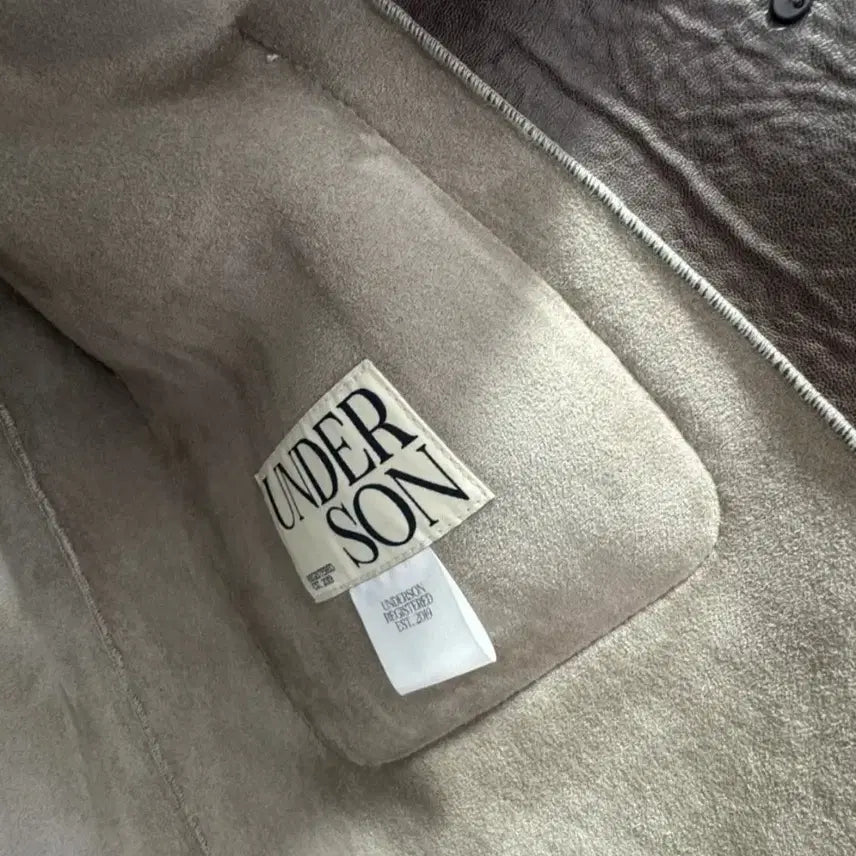 UNDER
SON
REGISTERED
EST. 2019
UNDERSON
REGISTERED
EST. 2019